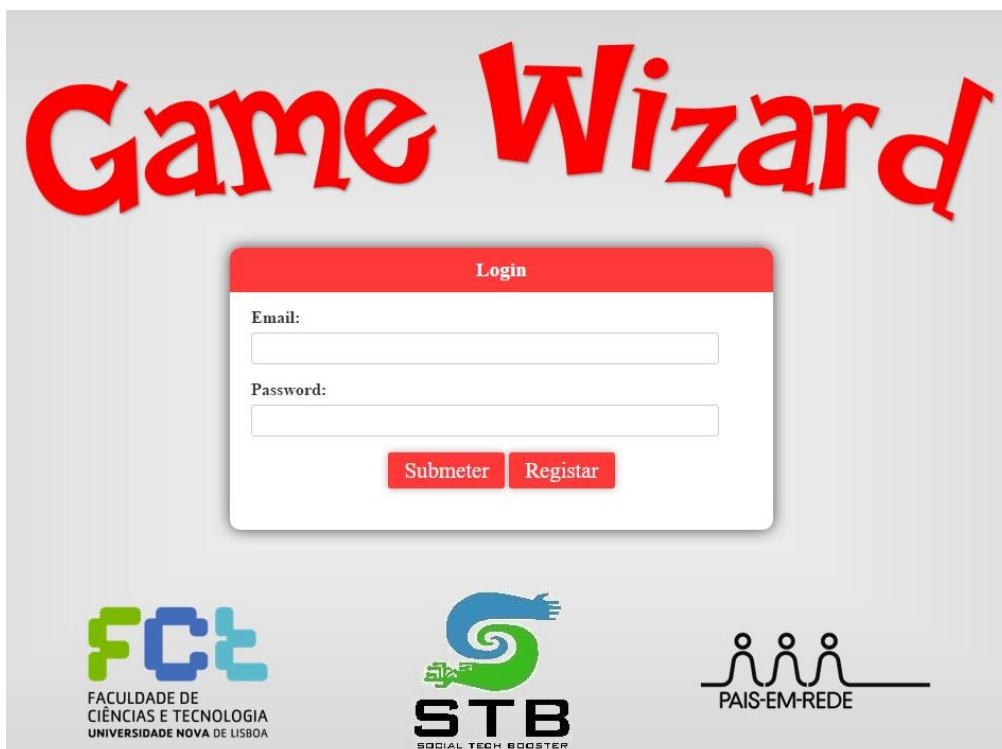 Game Wizard
Login
Email:
Password:
Submeter Registar
FCt
FACULDADE DE
CIÊNCIAS E TECNOLOGIA
UNIVERSIDADE NOVA DE LISBOA
STB
SOCIAL TECH BOOSTER
PAIS-EM-REDE